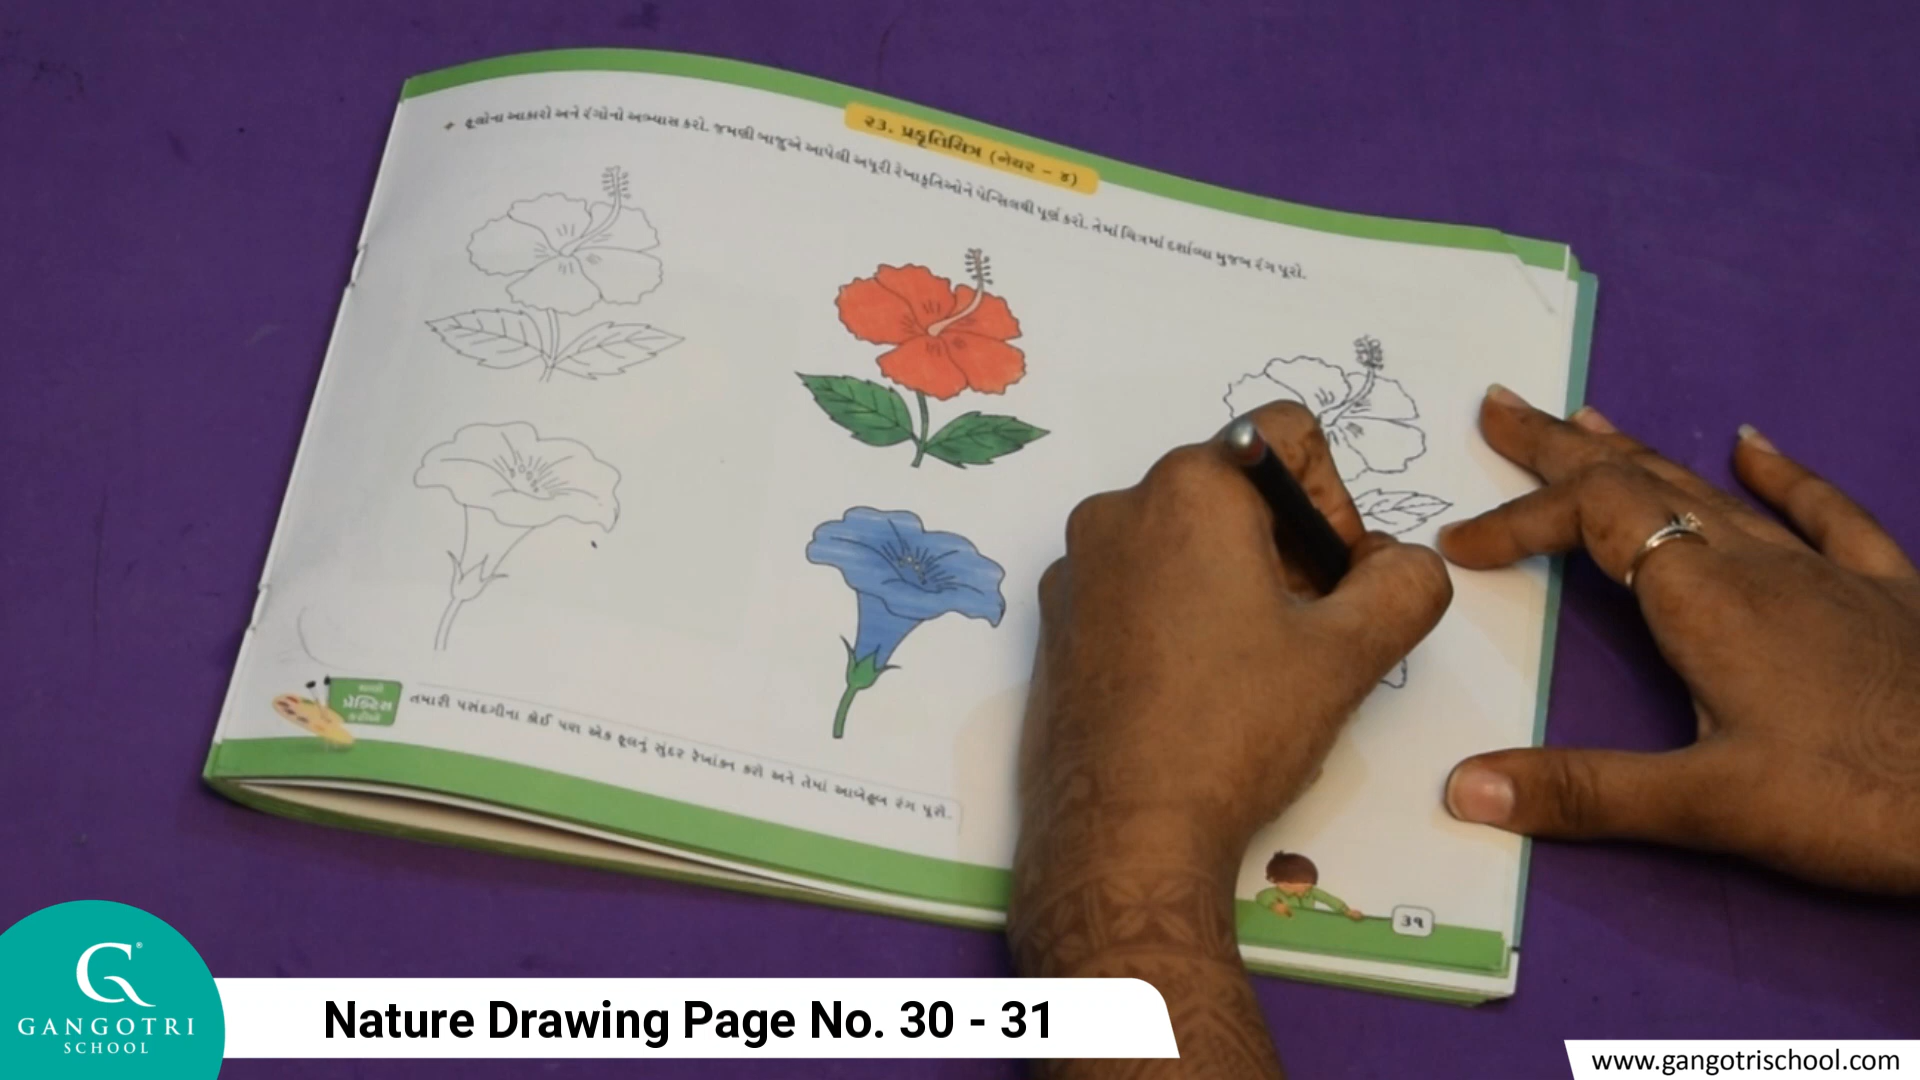 ૨૩. પ્રકૃતિચિત્ર (નેચર - ૪)
* ફૂલોના આકારો અને રંગોનો અભ્યાસ કરો. જમણી બાજુએ આપેલી અધૂરી રેખાકૃતિઓને પેન્સિલથી પૂર્ણ કરો. તેમાં ચિત્રમાં દર્શાવ્યા મુજબ રંગ પૂરો.
પ્રેક્ટિસ
કરીએ
તમારી પસંદગીના કોઈ પણ એક ફૂલનું સુંદર રેખાંકન કરો અને તેમાં આબેહૂબ રંગ પૂરો.
૩૧
G®
GANGOTRI
SCHOOL
Nature Drawing Page No. 30 - 31
www.gangotrischool.com